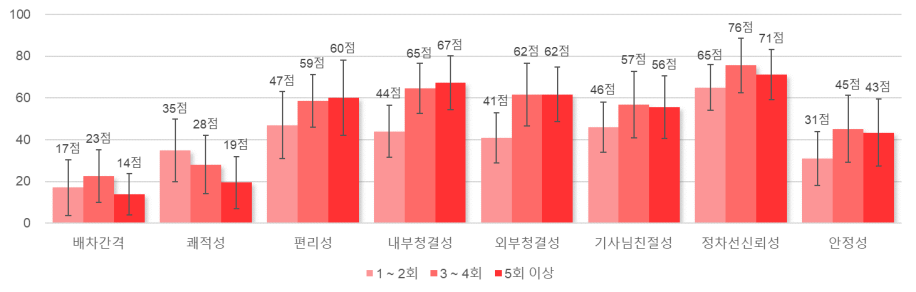 100
80
60
40
20
0
17점 23점 14점
35점 28점 19점
47점 59점 60점
44점 65점 67점
41점 62점 62점
46점 57점 56점
65점 76점 71점
31점 45점 43점
배차간격 쾌적성 편리성 내부청결성 외부청결성 기사님친절성 정차선신뢰성 안정성
1 ~ 2회 3 ~ 4회 5회 이상